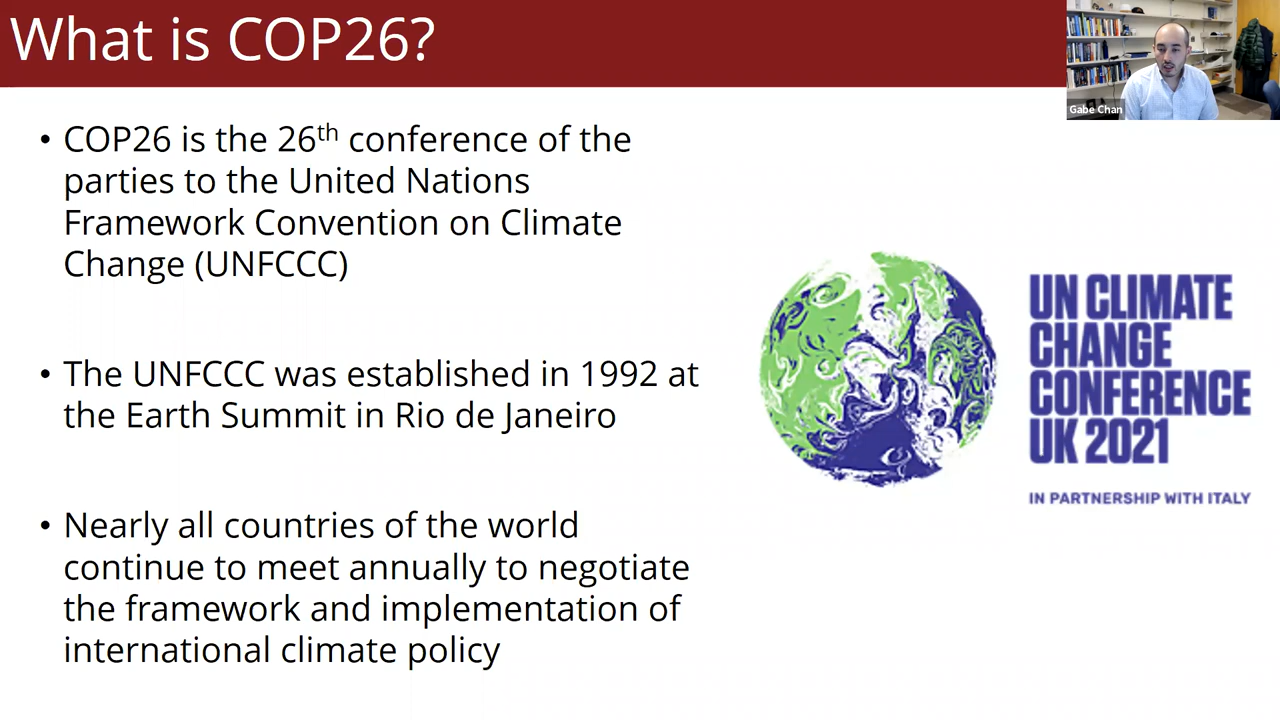 What is COP26?
Gabe Chan
• COP26 is the 26th conference of the
parties to the United Nations
Framework Convention on Climate
Change (UNFCCC)
• The UNFCCC was established in 1992 at
the Earth Summit in Rio de Janeiro
• Nearly all countries of the world
continue to meet annually to negotiate
the framework and implementation of
international climate policy
UN CLIMATE
CHANGE
CONFERENCE
UK 2021
IN PARTNERSHIP WITH ITALY